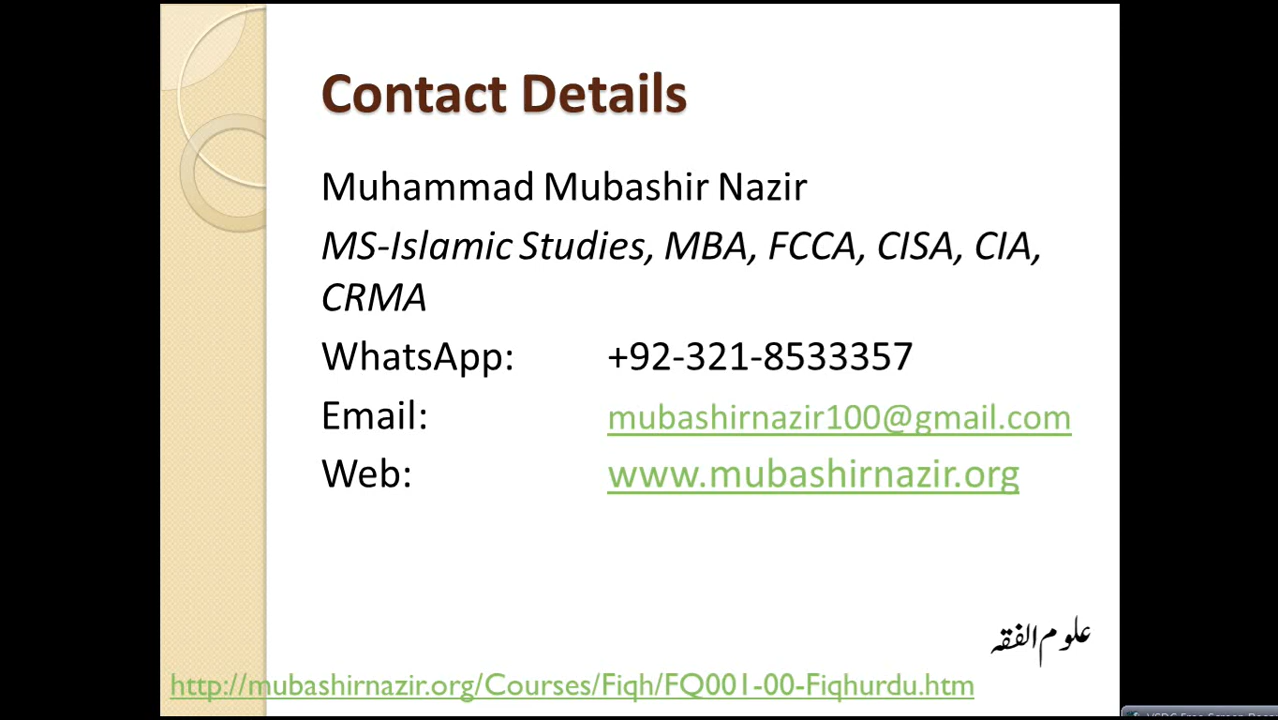 Contact Details
Muhammad Mubashir Nazir
MS-Islamic Studies, MBA, FCCA, CISA, CIA,
CRMA
WhatsApp: +92-321-8533357
Email: mubashirnazir100@gmail.com
Web: www.mubashirnazir.org
علوم الفقہ
http://mubashirnazir.org/Courses/Fiqh/FQ001-00-Fiqhurdu.htm